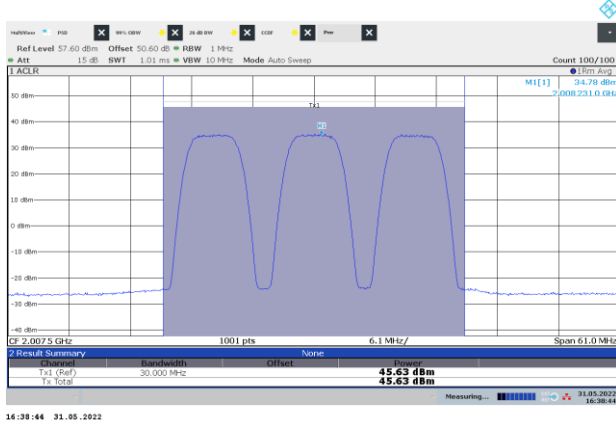 MultiView PSD X 99% OBW X 26 dB BW X CCDF X Pwr X
Ref Level 57.60 dBm Offset 50.60 dB RBW 1 MHz
Att 15 dB SWT 1.01 ms VBW 10 MHz Mode Auto Sweep Count 100/100
1 ACLR 1Rm Avg
M1[1] 34.78 dBm
2.0082310 GHz
50 dBm
Tx1
40 dBm
M1
30 dBm
20 dBm
10 dBm
0 dBm
-10 dBm
-20 dBm
-30 dBm
-40 dBm
CF 2.0075 GHz 1001 pts 6.1 MHz/ Span 61.0 MHz
2 Result Summary None
Channel Bandwidth Offset Power
Tx1 (Ref) 30.000 MHz 45.63 dBm
Tx Total 45.63 dBm
Measuring... 31.05.2022
16:38:44
16:38:44 31.05.2022